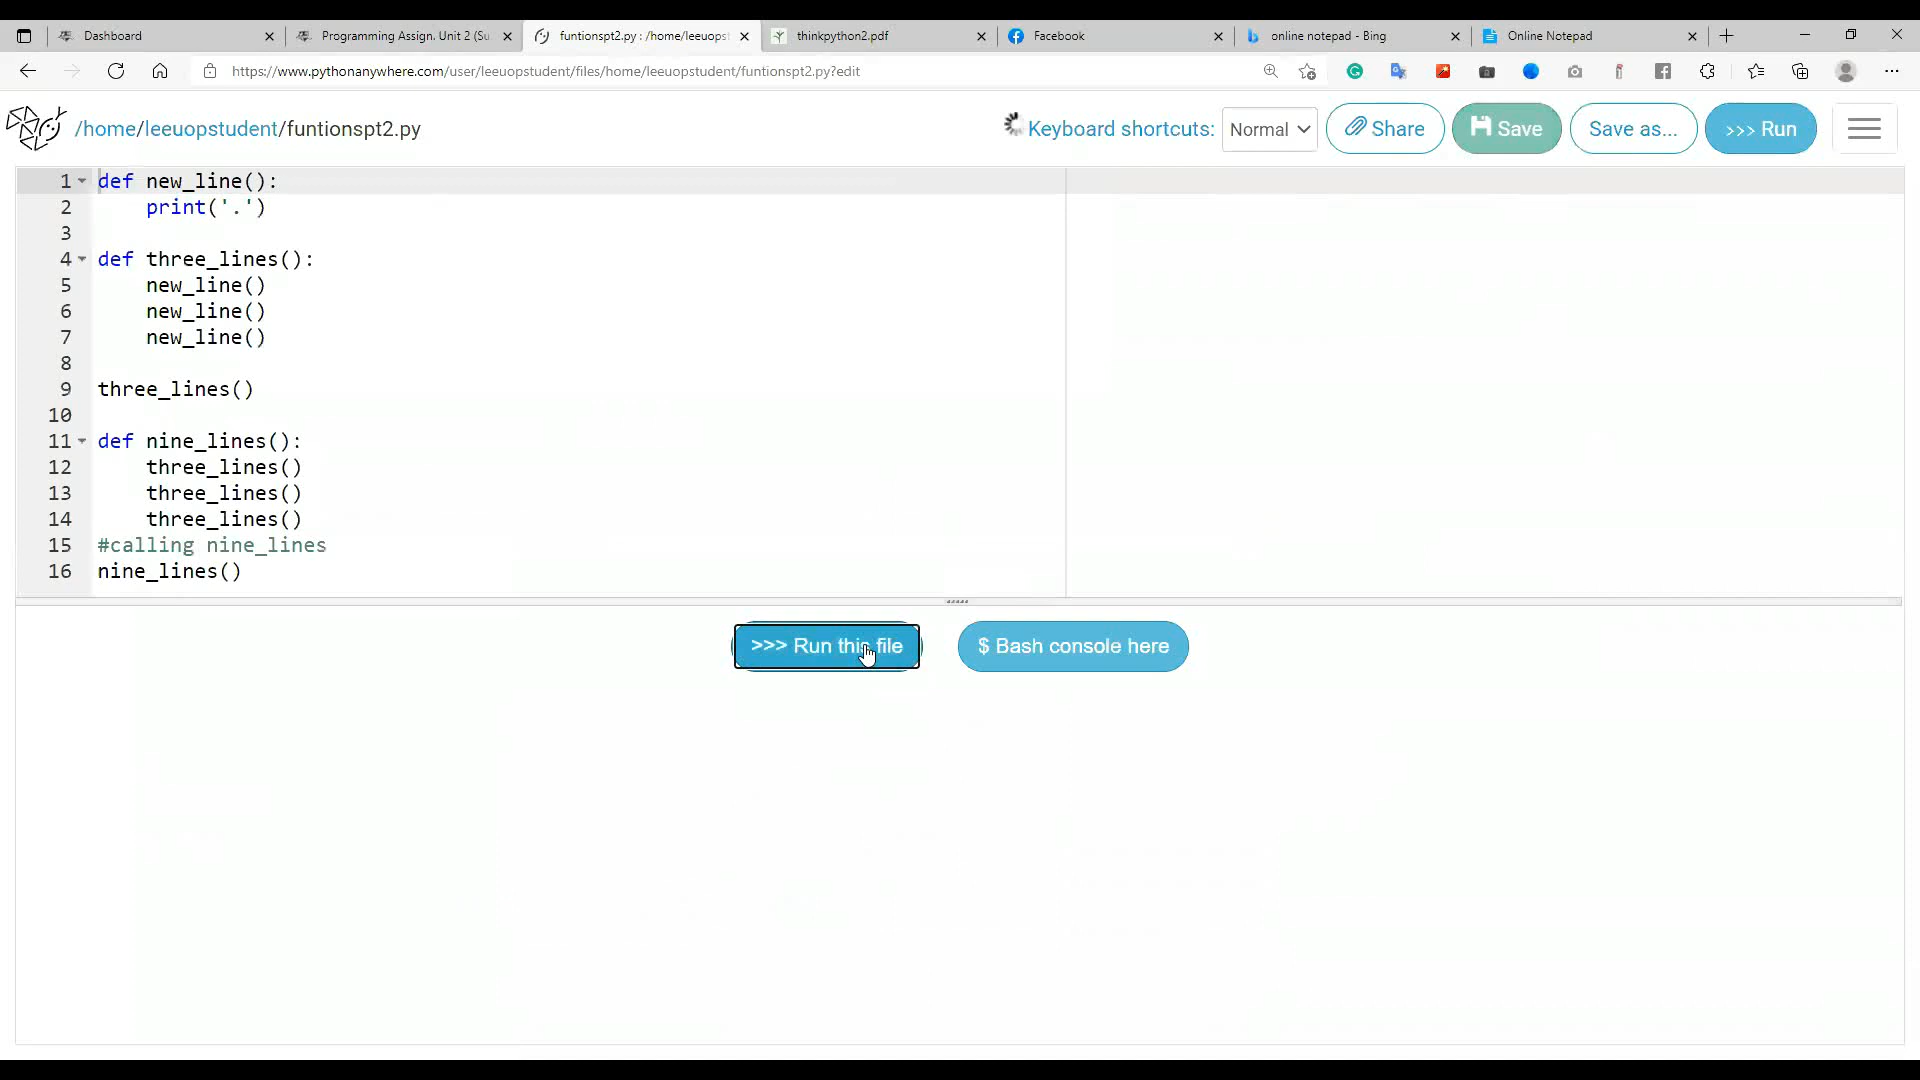 Dashboard
Programming Assign. Unit 2 (Su
funtionspt2.py : /home/leeuopst
thinkpython2.pdf
Facebook
online notepad - Bing
Online Notepad
https://www.pythonanywhere.com/user/leeuopstudent/files/home/leeuopstudent/funtionspt2.py?edit
/home/leeuopstudent/funtionspt2.py
Keyboard shortcuts: Normal Share Save Save as... >>> Run
1 def new_line():
2 print('.')
3
4 def three_lines():
5 new_line()
6 new_line()
7 new_line()
8
9 three_lines()
10
11 def nine_lines():
12 three_lines()
13 three_lines()
14 three_lines()
15 #calling nine_lines
16 nine_lines()
>>> Run this file
$ Bash console here